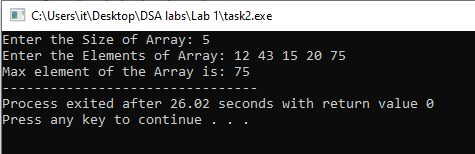 C:\Users\it\Desktop\DSA labs\Lab 1\task2.exe
Enter the Size of Array: 5
Enter the Elements of Array: 12 43 15 20 75
Max element of the Array is: 75
--------------------------------
Process exited after 26.02 seconds with return value 0
Press any key to continue . . .